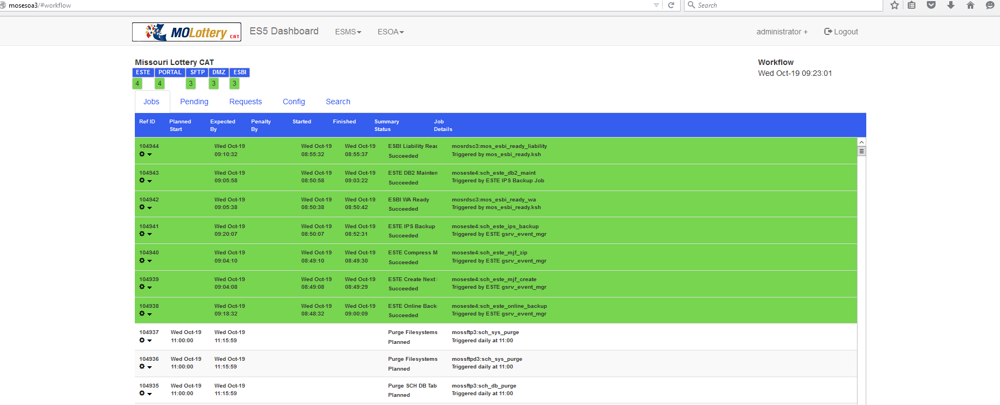 mosesoa3/#workflow
Search
MOLottery CAT
ES5 Dashboard ESMS ESOA administrator + Logout
Missouri Lottery CAT Workflow
ESTE PORTAL SFTP DMZ ESBI Wed Oct-19 09:23:01
4 4 3 3 3
Jobs Pending Requests Config Search
Ref ID Planned Expected Penalty Started Finished Summary Job
Start By By Status Details
104944 Wed Oct-19 Wed Oct-19 Wed Oct-19 ESBI Liability Reac mosrdsc3:mos_esbi_ready_liability
09:10:32 08:55:32 08:55:37 Succeeded Triggered by mos_esbi_ready.ksh
104943 Wed Oct-19 Wed Oct-19 Wed Oct-19 ESTE DB2 Mainten moseste4:sch_este_db2_maint
09:05:58 08:50:58 09:03:22 Succeeded Triggered by ESTE IPS Backup Job
104942 Wed Oct-19 Wed Oct-19 Wed Oct-19 ESBI WA Ready mosrdsc3:mos_esbi_ready_wa
09:05:38 08:50:38 08:50:42 Succeeded Triggered by mos_esbi_ready.ksh
104941 Wed Oct-19 Wed Oct-19 Wed Oct-19 ESTE IPS Backup moseste4:sch_este_ips_backup
09:20:07 08:50:07 08:52:31 Succeeded Triggered by ESTE gsrv_event_mgr
104940 Wed Oct-19 Wed Oct-19 Wed Oct-19 ESTE Compress M moseste4:sch_este_mjf_zip
09:04:10 08:49:10 08:49:30 Succeeded Triggered by ESTE gsrv_event_mgr
104939 Wed Oct-19 Wed Oct-19 Wed Oct-19 ESTE Create Next moseste4:sch_este_mjf_create
09:04:08 08:49:08 08:49:29 Succeeded Triggered by ESTE gsrv_event_mgr
104938 Wed Oct-19 Wed Oct-19 Wed Oct-19 ESTE Online Back moseste4:sch_este_online_backup
09:18:32 08:48:32 09:00:09 Succeeded Triggered by ESTE gsrv_event_mgr
104937 Wed Oct-19 Wed Oct-19 Purge Filesystems mossftp3:sch_sys_purge
11:00:00 11:15:59 Planned Triggered daily at 11:00
104936 Wed Oct-19 Wed Oct-19 Purge Filesystems mossftpd3:sch_sys_purge
11:00:00 11:15:59 Planned Triggered daily at 11:00
104935 Wed Oct-19 Wed Oct-19 Purge SCH DB Tab mossftp3:sch_db_purge
11:00:00 11:15:59 Planned Triggered daily at 11:00